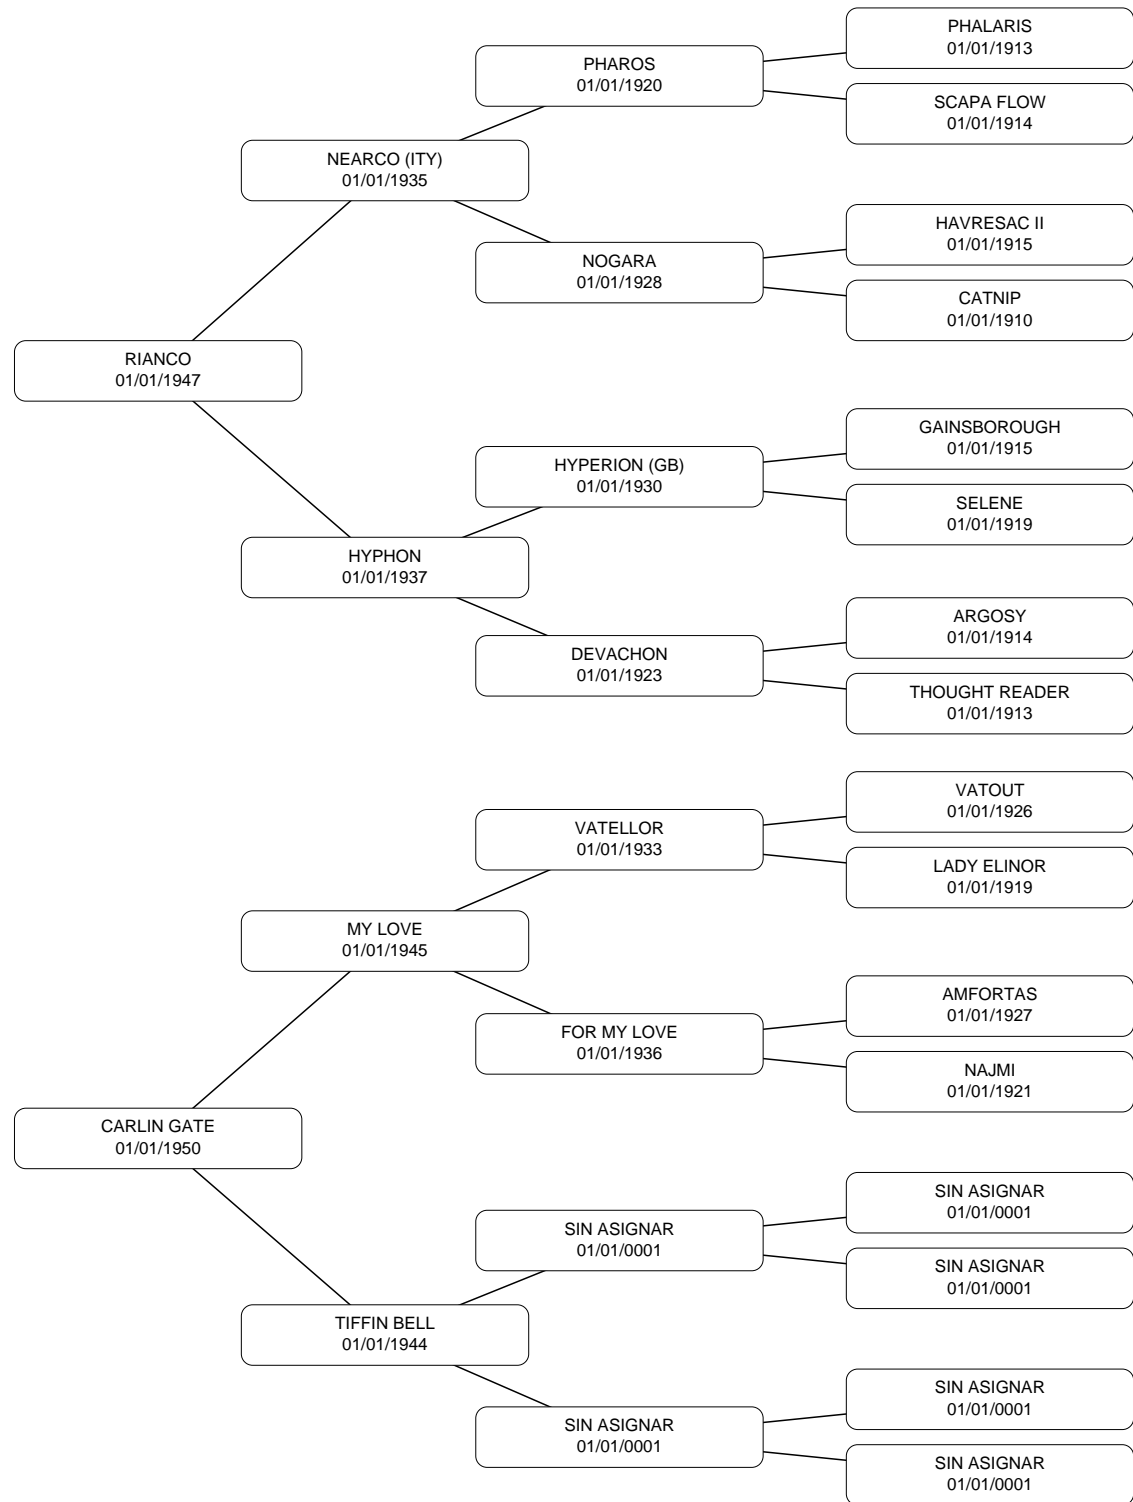 PHALARIS
01/01/1913
PHAROS
01/01/1920
SCAPA FLOW
01/01/1914
NEARCO (ITY)
01/01/1935
HAVRESAC II
01/01/1915
NOGARA
01/01/1928
CATNIP
01/01/1910
RIANCO
01/01/1947
GAINSBOROUGH
01/01/1915
HYPERION (GB)
01/01/1930
SELENE
01/01/1919
HYPHON
01/01/1937
ARGOSY
01/01/1914
DEVACHON
01/01/1923
THOUGHT READER
01/01/1913
VATOUT
01/01/1926
VATELLOR
01/01/1933
LADY ELINOR
01/01/1919
MY LOVE
01/01/1945
AMFORTAS
01/01/1927
FOR MY LOVE
01/01/1936
NAJMI
01/01/1921
CARLIN GATE
01/01/1950
SIN ASIGNAR
01/01/0001
SIN ASIGNAR
01/01/0001
SIN ASIGNAR
01/01/0001
TIFFIN BELL
01/01/1944
SIN ASIGNAR
01/01/0001
SIN ASIGNAR
01/01/0001
SIN ASIGNAR
01/01/0001